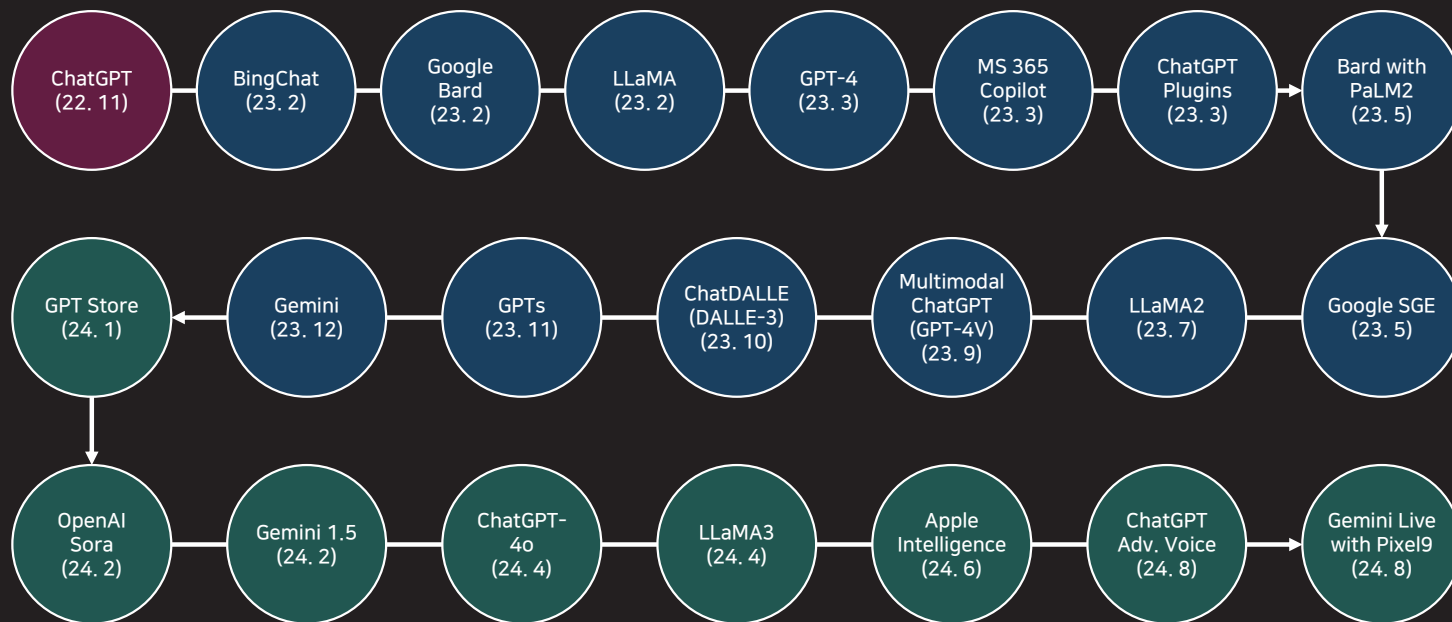 ChatGPT
(22. 11)
BingChat
(23. 2)
Google
Bard
(23. 2)
LLaMA
(23. 2)
GPT-4
(23. 3)
MS 365
Copilot
(23. 3)
ChatGPT
Plugins
(23. 3)
Bard with
PaLM2
(23. 5)
Google SGE
(23. 5)
LLaMA2
(23. 7)
Multimodal
ChatGPT
(GPT-4V)
(23. 9)
ChatDALLE
(DALLE-3)
(23. 10)
GPTs
(23. 11)
Gemini
(23. 12)
GPT Store
(24. 1)
OpenAI
Sora
(24. 2)
Gemini 1.5
(24. 2)
ChatGPT-
4o
(24. 4)
LLaMA3
(24. 4)
Apple
Intelligence
(24. 6)
ChatGPT
Adv. Voice
(24. 8)
Gemini Live
with Pixel9
(24. 8)